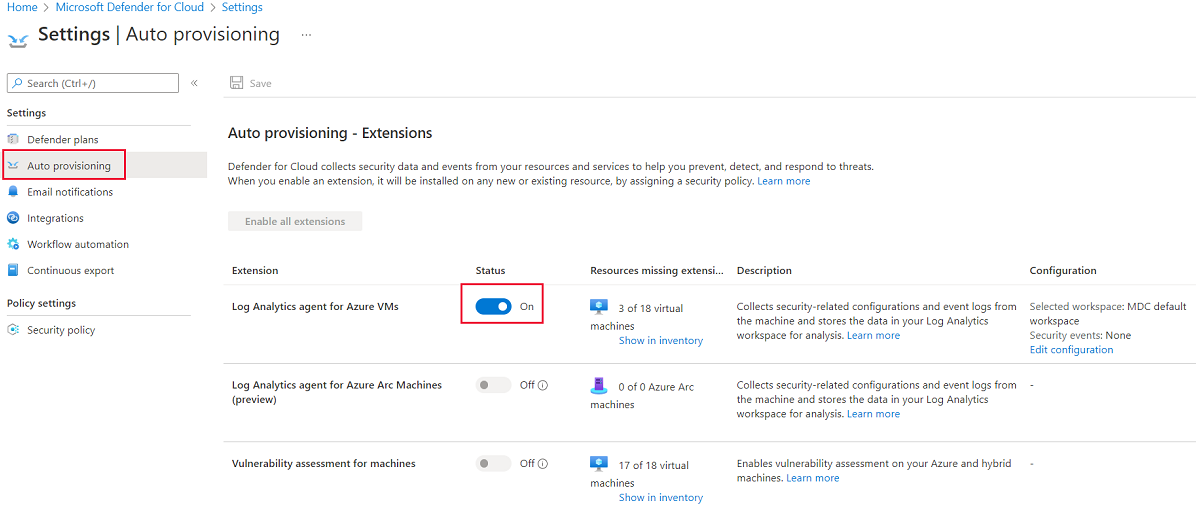 Home > Microsoft Defender for Cloud > Settings
Settings | Auto provisioning ...
Search (Ctrl+/) «
Save
Settings
Defender plans
Auto provisioning
Email notifications
Integrations
Workflow automation
Continuous export
Policy settings
Security policy
Auto provisioning - Extensions
Defender for Cloud collects security data and events from your resources and services to help you prevent, detect, and respond to threats.
When you enable an extension, it will be installed on any new or existing resource, by assigning a security policy. Learn more
Enable all extensions
Extension Status Resources missing extensi... Description Configuration
Log Analytics agent for Azure VMs
On
3 of 18 virtual
machines
Show in inventory
Collects security-related configurations and event logs from
the machine and stores the data in your Log Analytics
workspace for analysis. Learn more
Selected workspace: MDC default
workspace
Security events: None
Edit configuration
Log Analytics agent for Azure Arc Machines
(preview)
Off
0 of 0 Azure Arc
machines
Collects security-related configurations and event logs from
the machine and stores the data in your Log Analytics
workspace for analysis. Learn more
-
Vulnerability assessment for machines
Off
17 of 18 virtual
machines
Show in inventory
Enables vulnerability assessment on your Azure and hybrid
machines. Learn more
-